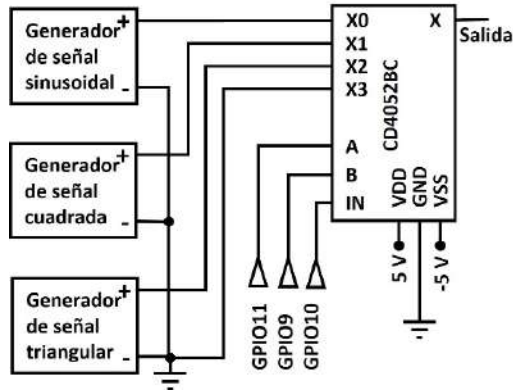 Generador +
de señal
sinusoidal -
Generador +
de señal
cuadrada -
Generador +
de señal
triangular -
X0
X1
X2
X3
A
B
IN
X
CD4052BC
VDD
GND
VSS
Salida
5 V
-5 V
GPIO11
GPIO9
GPIO10